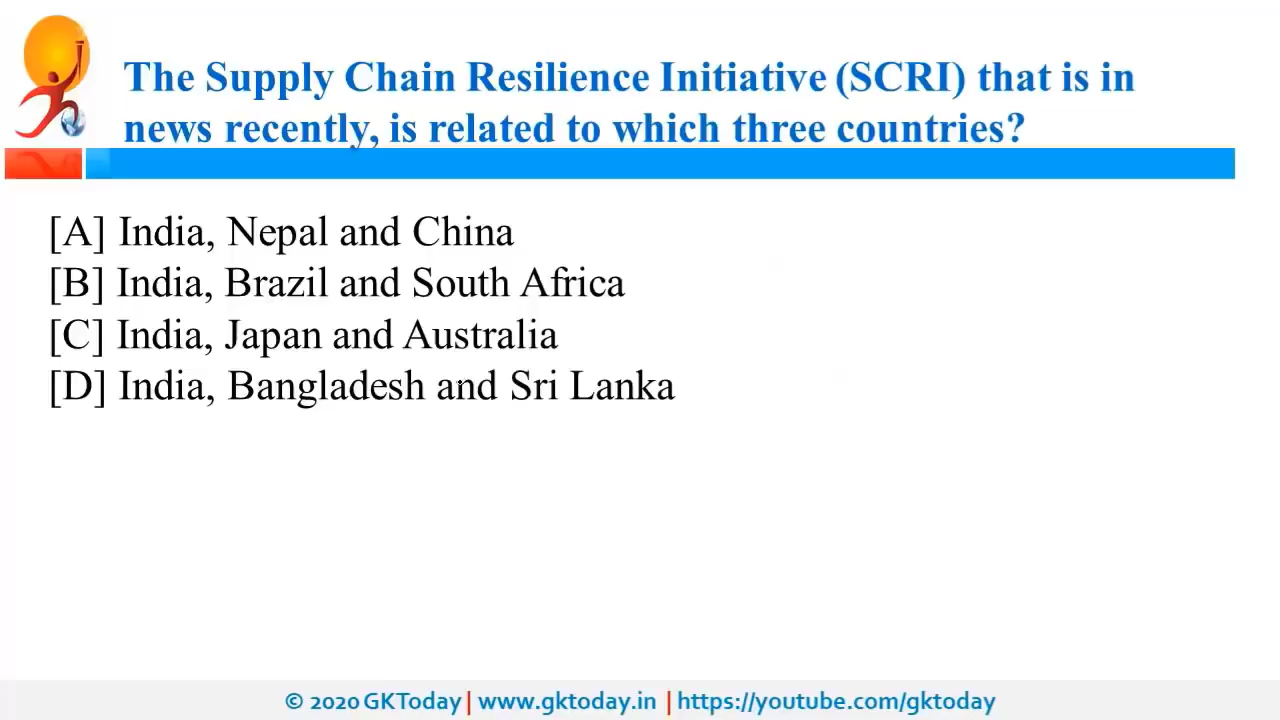 The Supply Chain Resilience Initiative (SCRI) that is in
news recently, is related to which three countries?
[A] India, Nepal and China
[B] India, Brazil and South Africa
[C] India, Japan and Australia
[D] India, Bangladesh and Sri Lanka
© 2020 GKToday | www.gktoday.in | https://youtube.com/gktoday